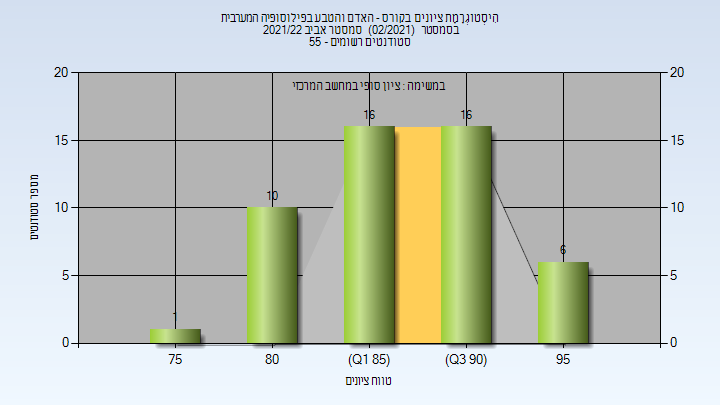 היסטוגרמת ציונים בקורס - האדם והטבע בפילוסופיה המערבית
בסמסטר (02/2021) סמסטר אביב 2021/22
סטודנטים רשומים - 55
במשימה : ציון סופי במחשב המרכזי
20 20
15 15
10 10
5 5
0 0
1 10 16 16 6
מספר סטודנטים
75 80 (Q1 85) (Q3 90) 95
טווח ציונים